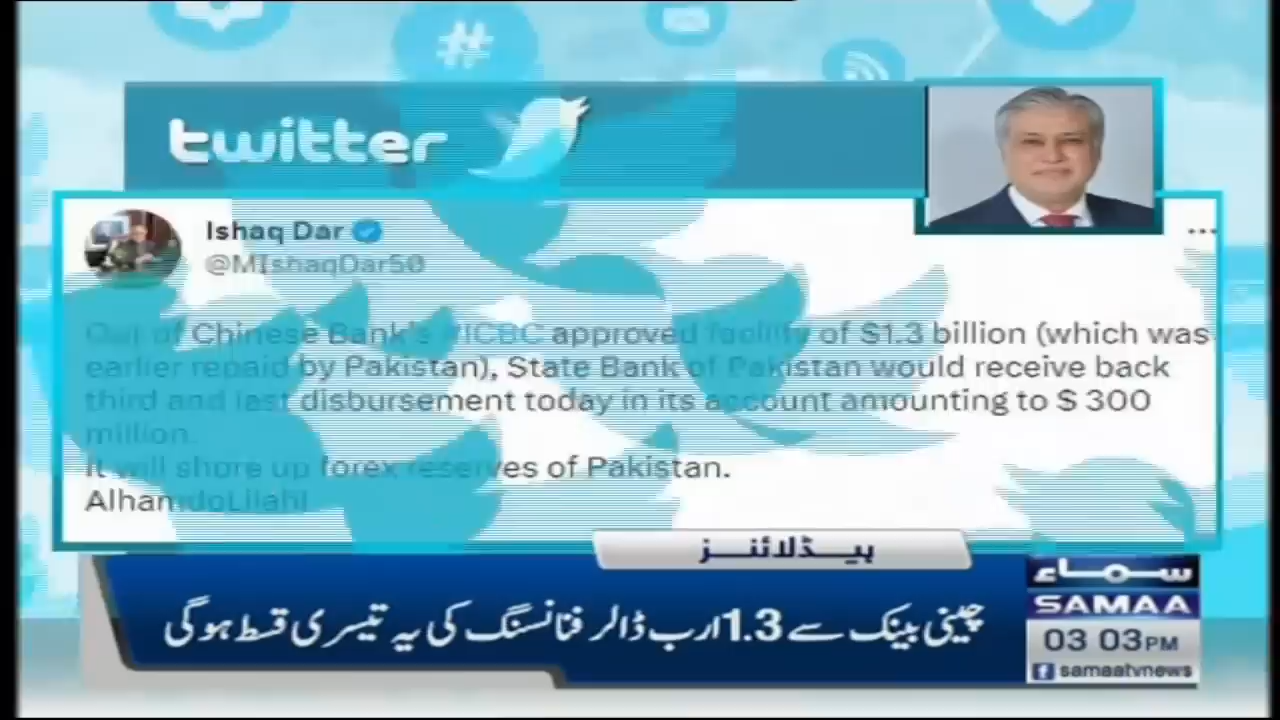 twitter
Ishaq Dar
@MIshaqDar50
Out of Chinese Bank's #ICBC approved facility of $1.3 billion (which was
earlier repaid by Pakistan), State Bank of Pakistan would receive back
third and last disbursement today in its account amounting to $ 300
million.
It will shore up forex reserves of Pakistan.
AlhamdoLilah!
ہیڈلائنز
چینی بینک سے 1.3 ارب ڈالر فنانسنگ کی یہ تیسری قسط ہوگی
سماء
SAMAA
03 03PM
samaatvnews